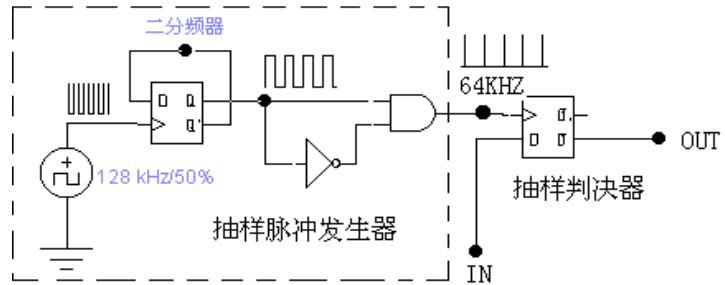 二分频器
D Q
Q'
128 kHz/50%
抽样脉冲发生器
64KHZ
D
OUT
抽样判决器
IN